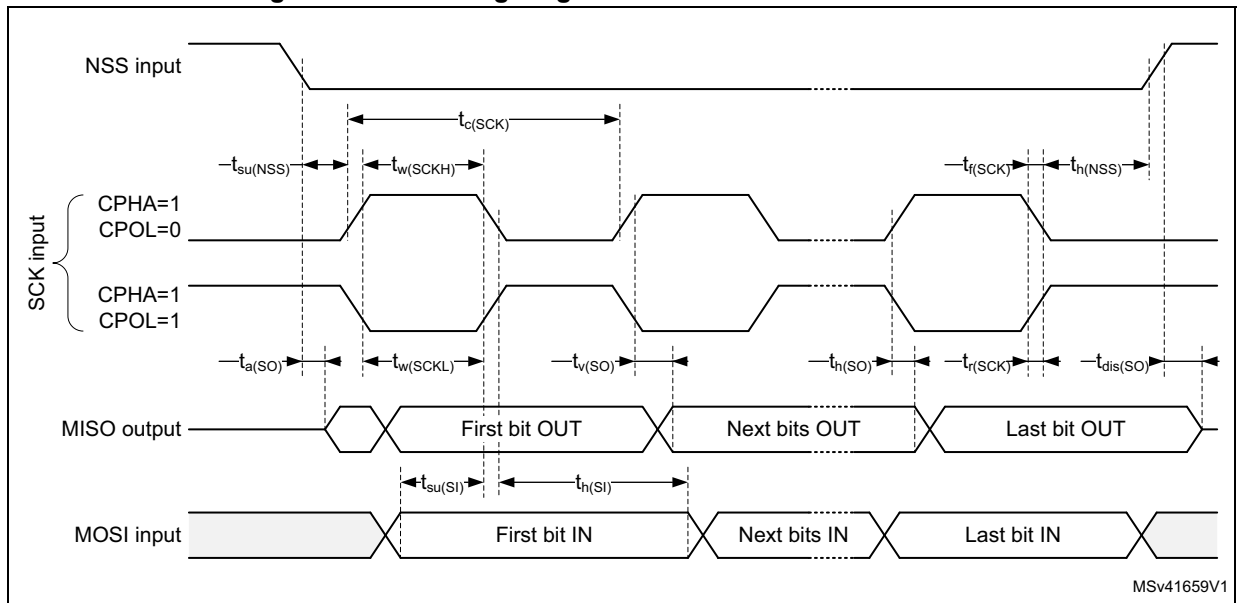 NSS input
tc(SCK)
tsu(NSS)
tw(SCKH)
tf(SCK)
th(NSS)
SCK input
CPHA=1
CPOL=0
CPHA=1
CPOL=1
ta(SO)
tw(SCKL)
tv(SO)
th(SO)
tr(SCK)
tdis(SO)
MISO output
First bit OUT
Next bits OUT
Last bit OUT
tsu(SI)
th(SI)
MOSI input
First bit IN
Next bits IN
Last bit IN
MSv41659V1